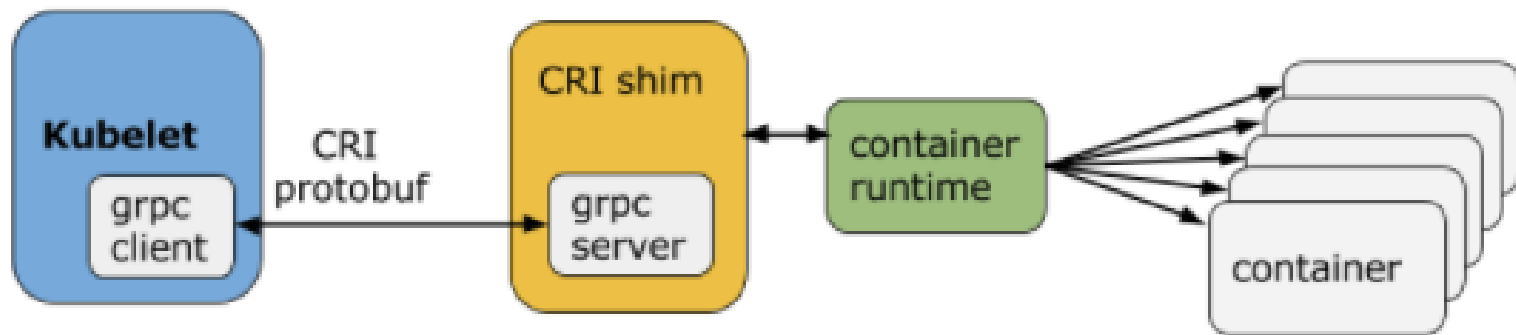 Kubelet
grpc
client
CRI
protobuf
CRI shim
grpc
server
container
runtime
container